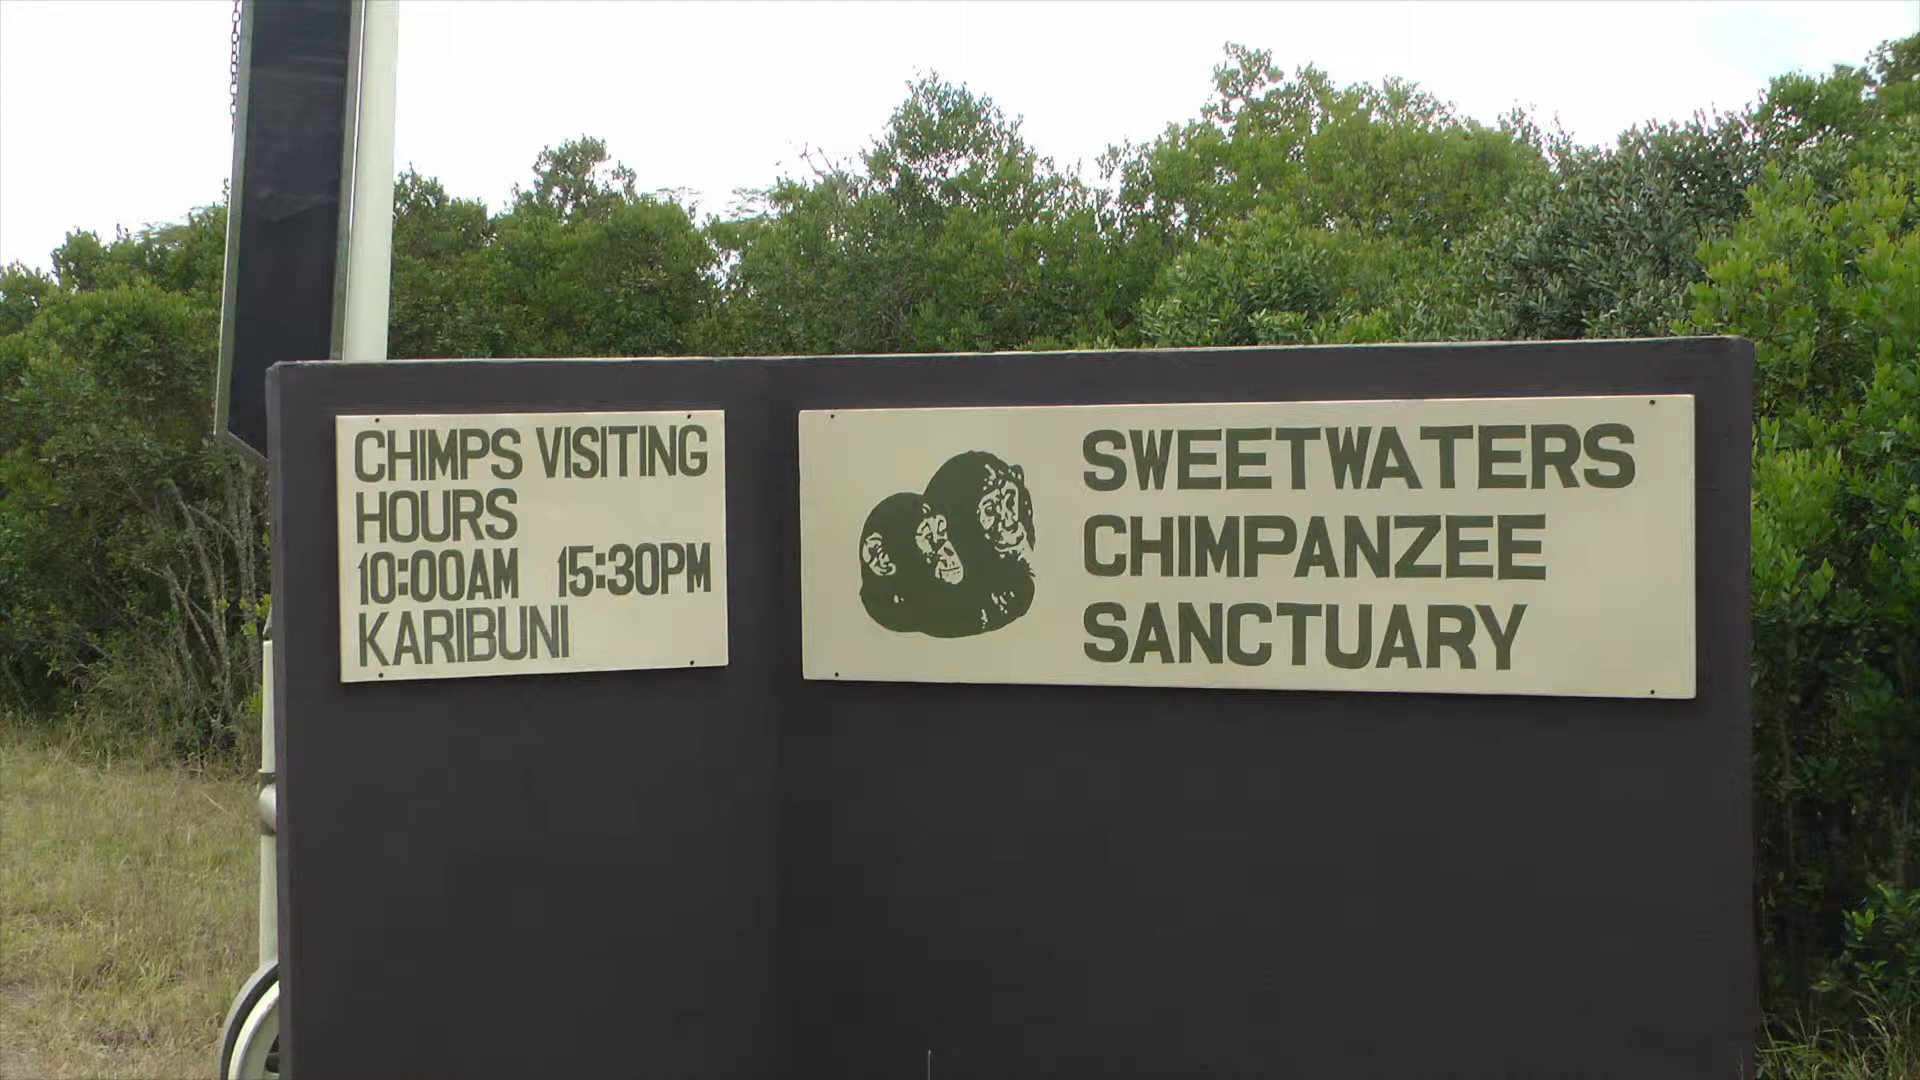 CHIMPS VISITING
HOURS
10:00AM 15:30PM
KARIBUNI
SWEETWATERS
CHIMPANZEE
SANCTUARY